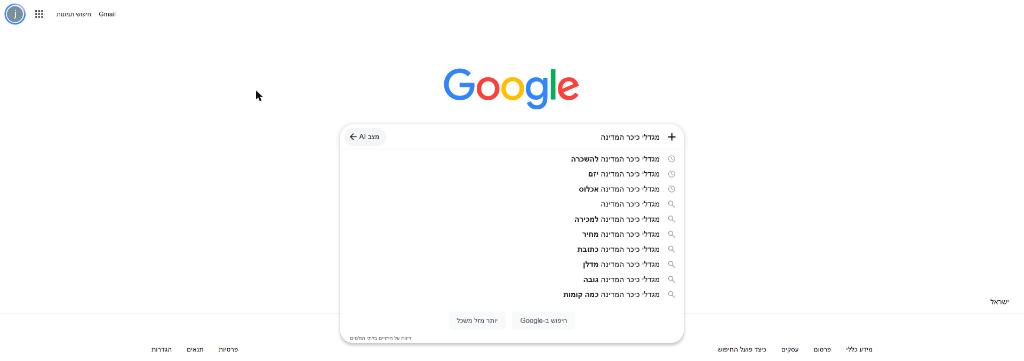 j
חיפוש תמונות Gmail
Google
מגדלי כיכר המדינה
מצב AI
מגדלי כיכר המדינה להשכרה
מגדלי כיכר המדינה יזם
מגדלי כיכר המדינה אכלוס
מגדלי כיכר המדינה
מגדלי כיכר המדינה למכירה
מגדלי כיכר המדינה מחיר
מגדלי כיכר המדינה כתובת
מגדלי כיכר המדינה מדלן
מגדלי כיכר המדינה גובה
מגדלי כיכר המדינה כמה קומות
חיפוש ב-Google יותר מזל משכל
ישראל
כיצד פועל החיפוש עסקים פרסום מידע כללי
פרטיות תנאים הגדרות